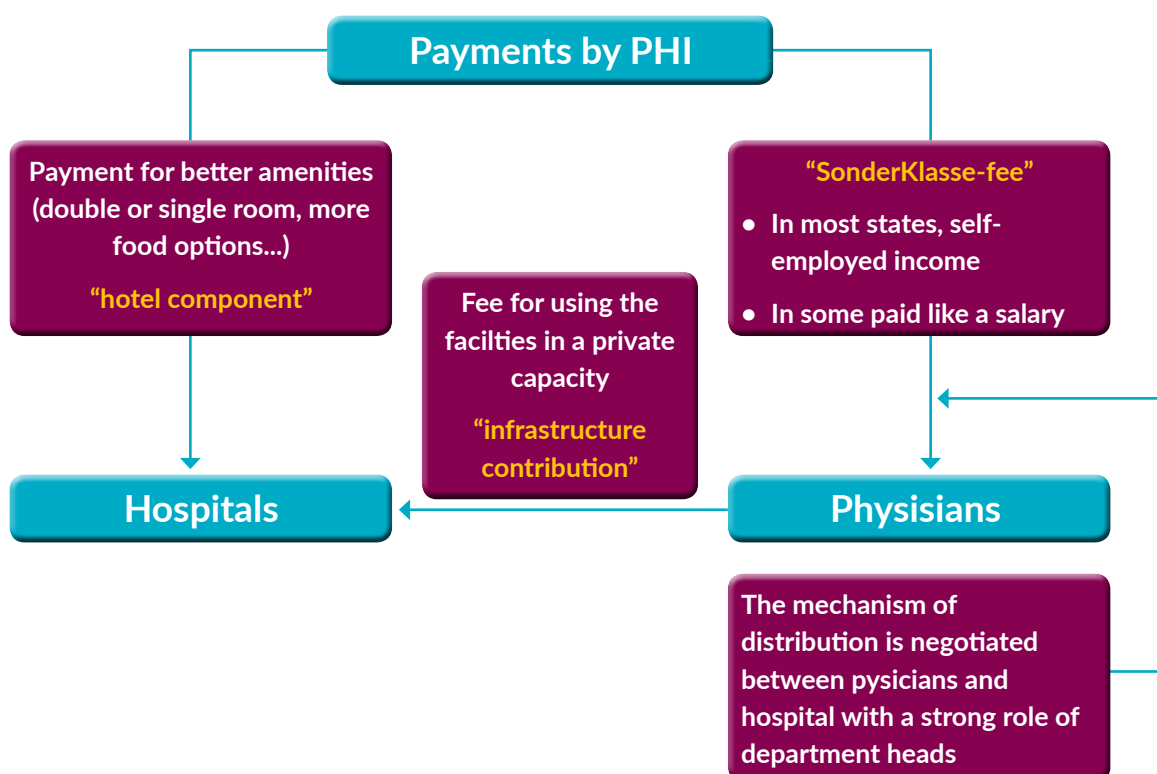 Payments by PHI
Payment for better amenities
(double or single room, more
food options...)
“hotel component”
“SonderKlasse-fee”
● In most states, self-
employed income
● In some paid like a salary
Fee for using the
facilties in a private
capacity
“infrastructure
contribution”
Hospitals
Physisians
The mechanism of
distribution is negotiated
between pysicians and
hospital with a strong role of
department heads